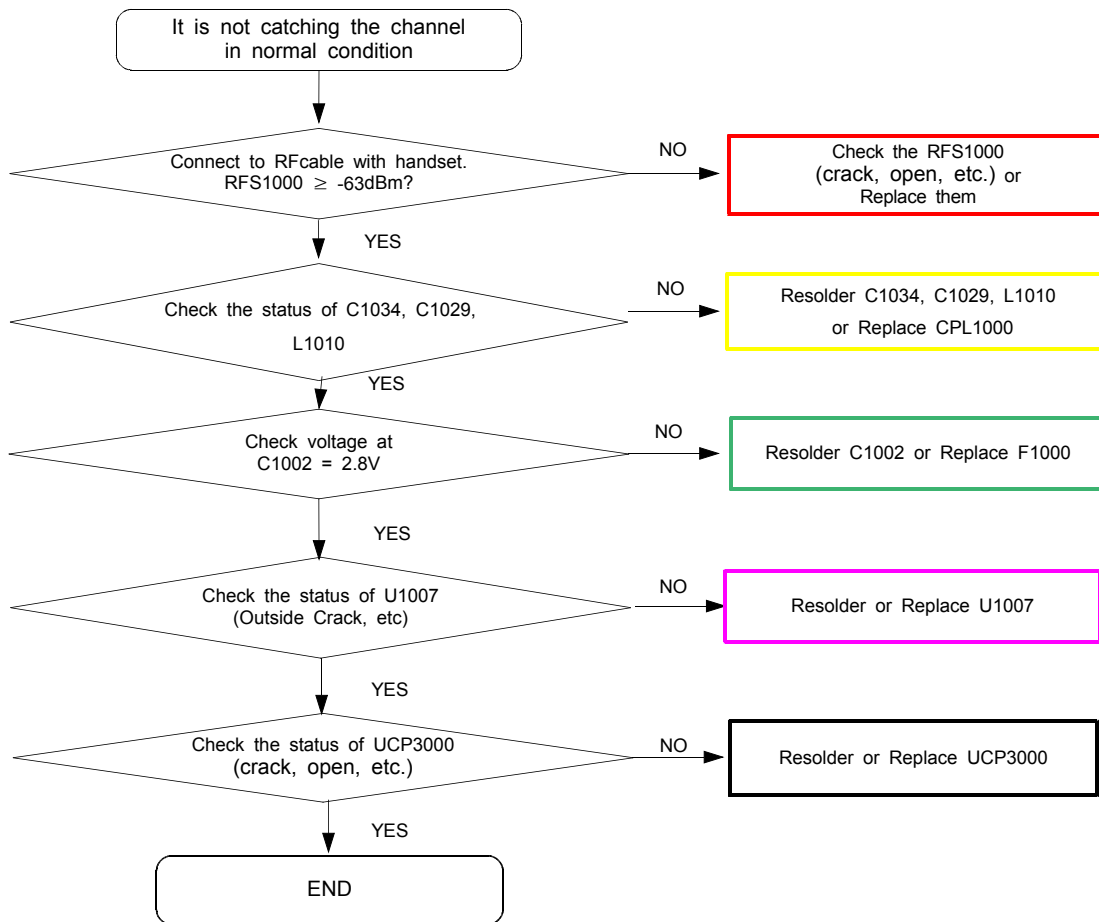 It is not catching the channel
in normal condition
Connect to RFcable with handset.
RFS1000 ≥ -63dBm?
NO
Check the RFS1000
(crack, open, etc.) or
Replace them
YES
Check the status of C1034, C1029,
L1010
NO
Resolder C1034, C1029, L1010
or Replace CPL1000
YES
Check voltage at
C1002 = 2.8V
NO
Resolder C1002 or Replace F1000
YES
Check the status of U1007
(Outside Crack, etc)
NO
Resolder or Replace U1007
YES
Check the status of UCP3000
(crack, open, etc.)
NO
Resolder or Replace UCP3000
YES
END